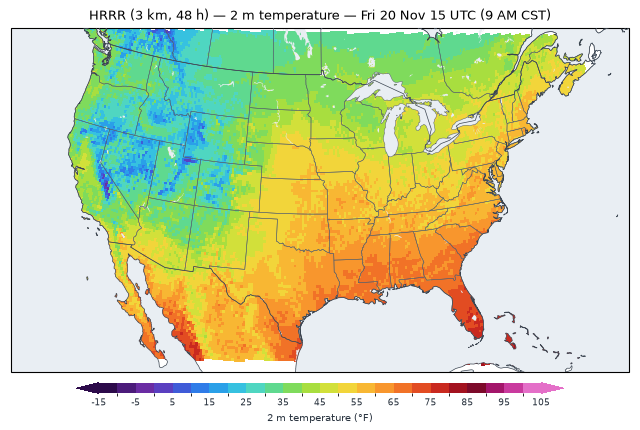 HRRR (3 km, 48 h) — 2 m temperature — Fri 20 Nov 15 UTC (9 AM CST)
-15 -5 5 15 25 35 45 55 65 75 85 95 105
2 m temperature (°F)